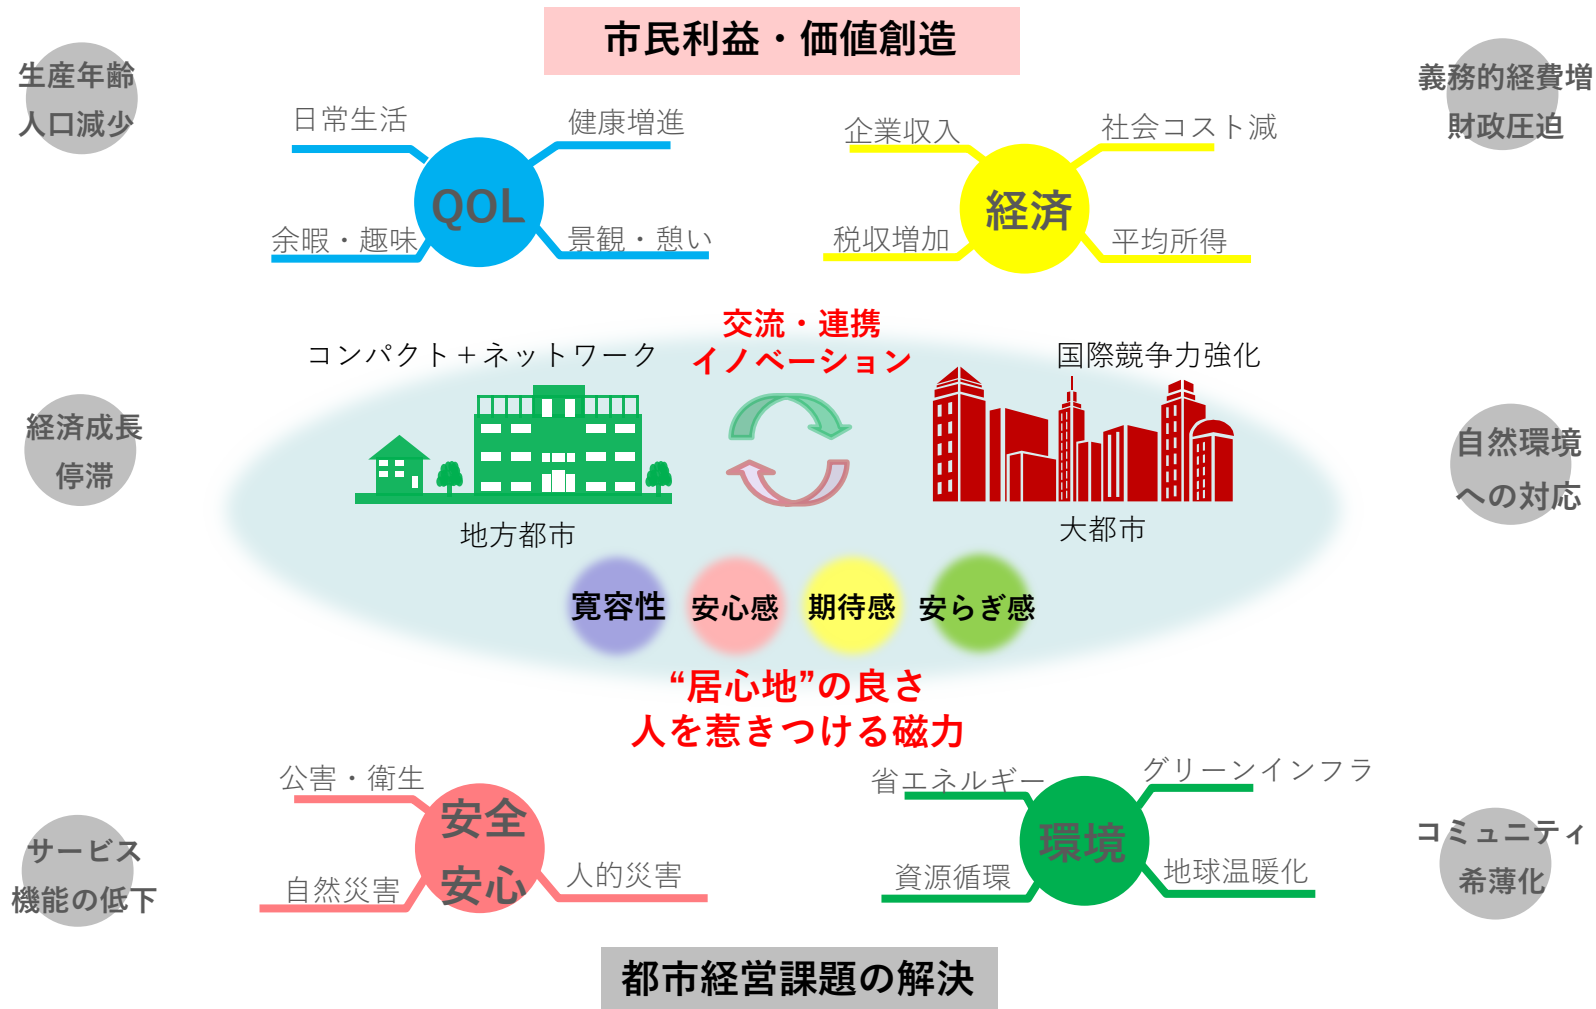 市民利益・価値創造
生産年齢
人口減少
義務的経費増
財政圧迫
日常生活
健康増進
QOL
余暇・趣味
景観・憩い
企業収入
社会コスト減
経済
税収増加
平均所得
交流・連携
イノベーション
コンパクト＋ネットワーク
国際競争力強化
経済成長
停滞
自然環境
への対応
地方都市
大都市
寛容性
安心感
期待感
安らぎ感
“居心地”の良さ
人を惹きつける磁力
公害・衛生
安全
安心
自然災害
人的災害
省エネルギー
グリーンインフラ
環境
資源循環
地球温暖化
サービス
機能の低下
コミュニティ
希薄化
都市経営課題の解決